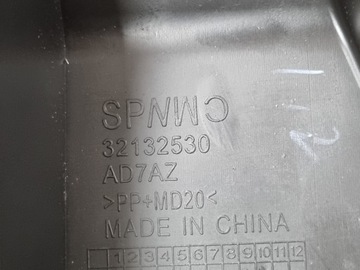 SPNMC
32132530
AD7AZ
>PP+MD20<
MADE IN CHINA
1 2 3 4 5 6 7 8 9 10 11 12